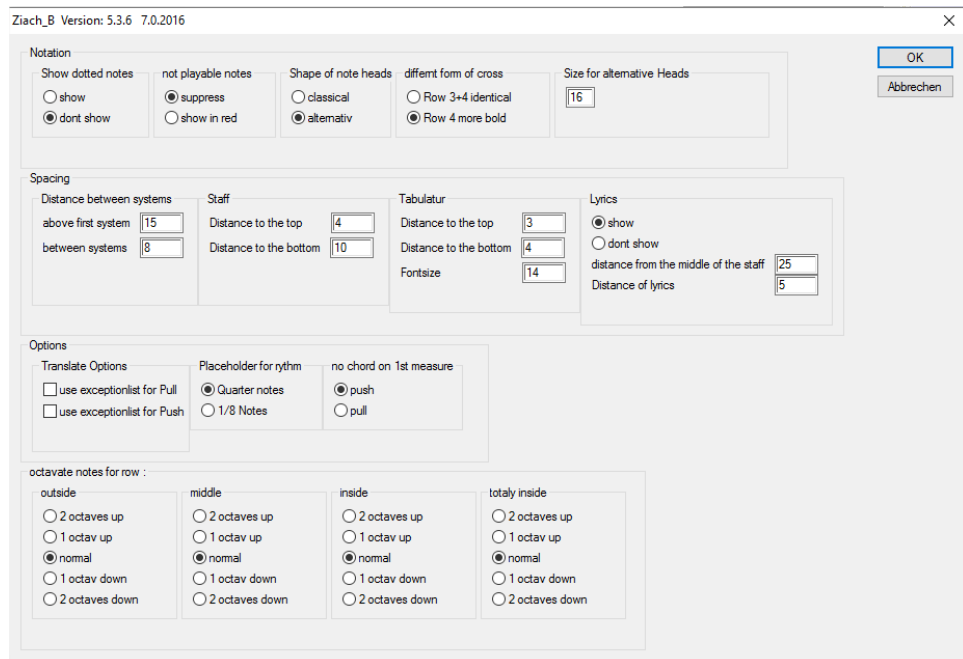 Ziach_B Version: 5.3.6 7.0.2016
OK
Abbrechen
Notation
Show dotted notes
show
dont show
not playable notes
suppress
show in red
Shape of note heads
classical
alternativ
differnt form of cross
Row 3+4 identical
Row 4 more bold
Size for alternative Heads
16
Spacing
Distance between systems
above first system 15
between systems 8
Staff
Distance to the top 4
Distance to the bottom 10
Tabulatur
Distance to the top 3
Distance to the bottom 4
Fontsize 14
Lyrics
show
dont show
distance from the middle of the staff 25
Distance of lyrics 5
Options
Translate Options
use exceptionlist for Pull
use exceptionlist for Push
Placeholder for rythm
Quarter notes
1/8 Notes
no chord on 1st measure
push
pull
octavate notes for row :
outside
2 octaves up
1 octav up
normal
1 octav down
2 octaves down
middle
2 octaves up
1 octav up
normal
1 octav down
2 octaves down
inside
2 octaves up
1 octav up
normal
1 octav down
2 octaves down
totaly inside
2 octaves up
1 octav up
normal
1 octav down
2 octaves down